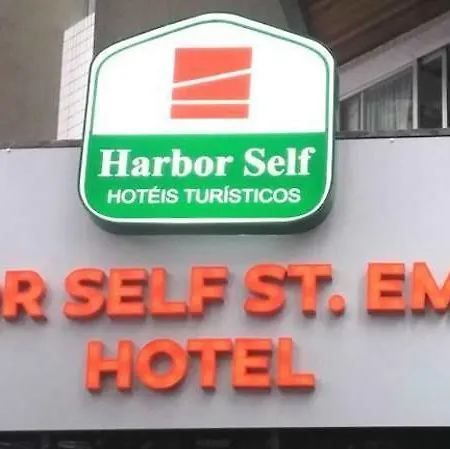 Harbor Self
HOTÉIS TURÍSTICOS
SELF ST.
HOTEL